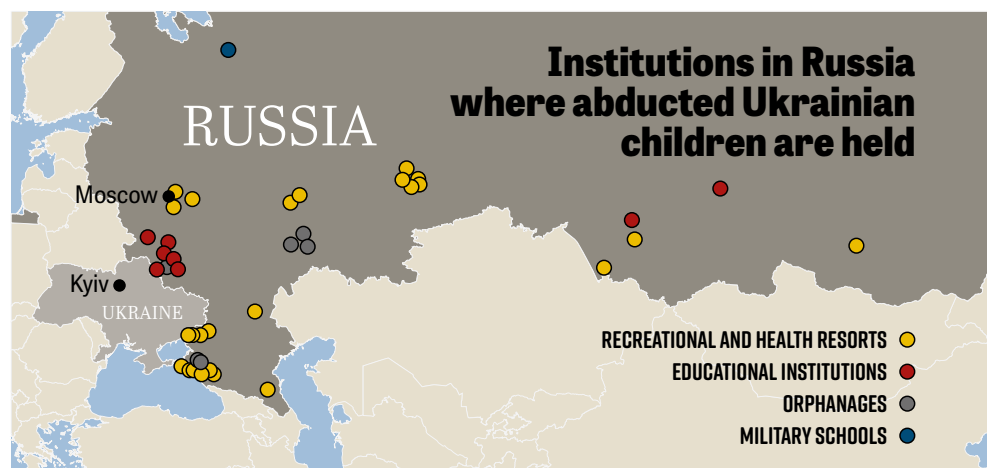 Institutions in Russia
where abducted Ukrainian
children are held
RUSSIA
Moscow
Kyiv
UKRAINE
RECREATIONAL AND HEALTH RESORTS
EDUCATIONAL INSTITUTIONS
ORPHANAGES
MILITARY SCHOOLS